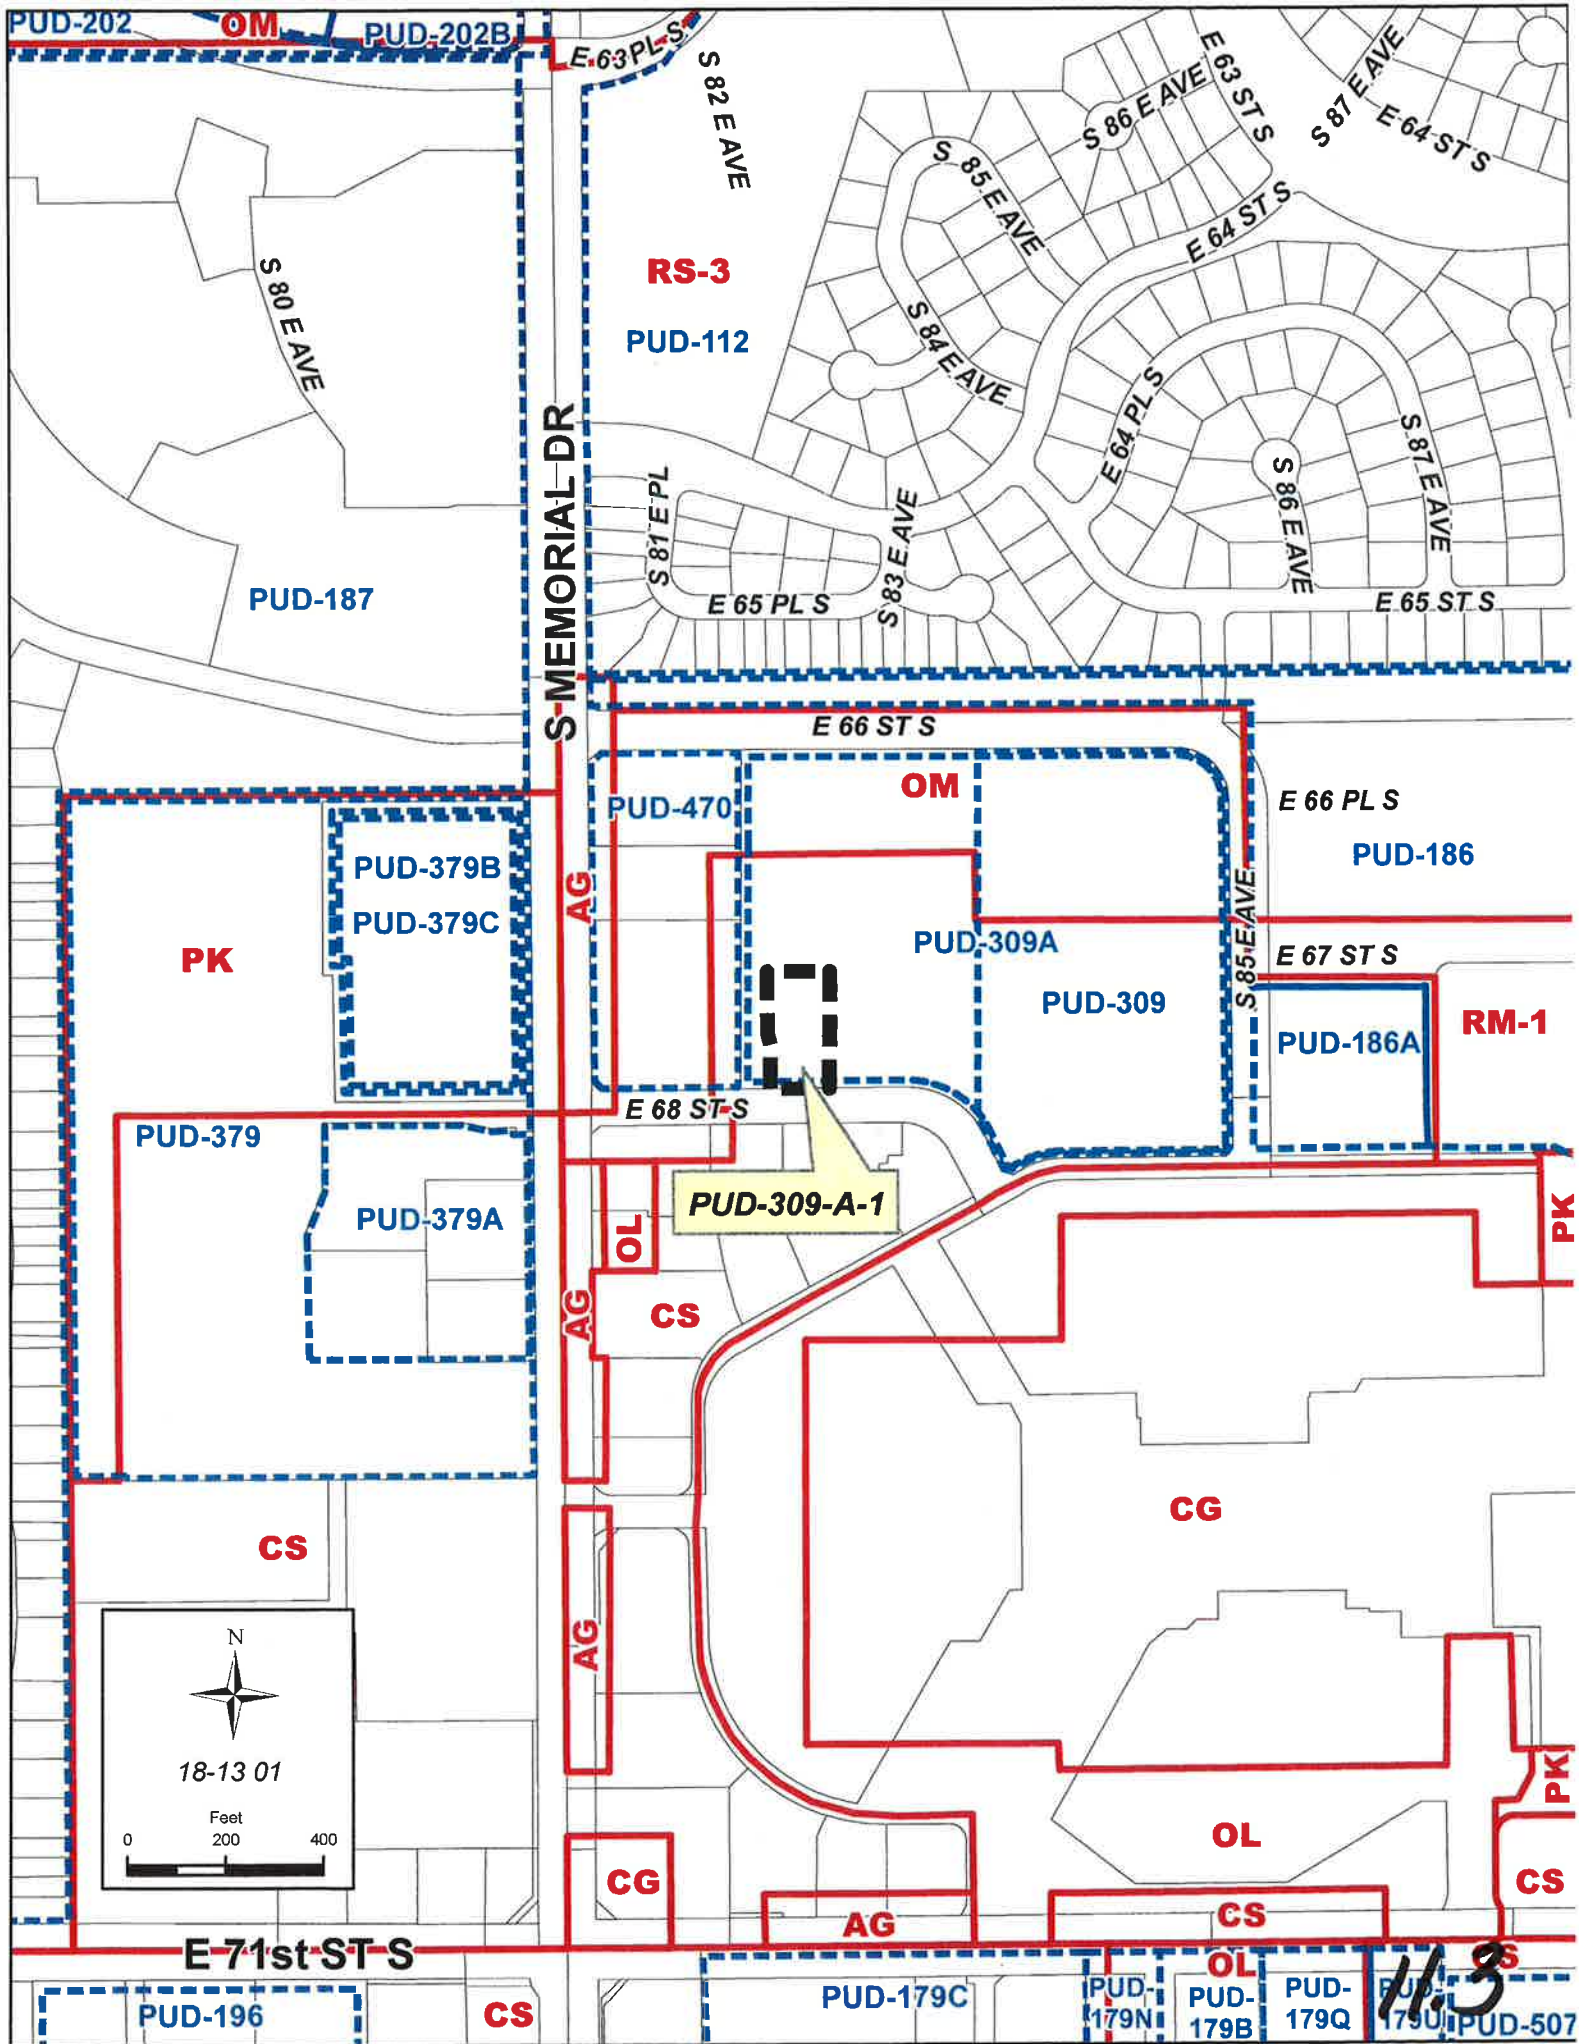 PUD-202
OM
PUD-202B
E 63 PL S
S 82 E AVE
S 86 E AVE
E 63 ST S
S 87 E AVE
E 64 ST S
S 85 E AVE
E 64 ST S
S 80 E AVE
RS-3
PUD-112
S 84 E AVE
E 64 PL S
S 87 E AVE
S 86 E AVE
S MEMORIAL DR
S 81 E PL
S 83 E AVE
PUD-187
E 65 PL S
E 65 ST S
E 66 ST S
OM
PUD-470
E 66 PL S
PUD-186
PUD-379B
PUD-379C
AG
PK
PUD-309A
S 85 E AVE
E 67 ST S
PUD-309
RM-1
PUD-186A
E 68 ST S
PUD-379
PUD-309-A-1
PUD-379A
OL
PK
AG
CS
CG
CS
AG
N
18-13 01
Feet
0 200 400
PK
OL
CG
CS
AG
CS
E 71st ST S
OL
CS
11.3
PUD-196
CS
PUD-179C
PUD-
179N
PUD-
179B
PUD-
179Q
PUD-
179U
PUD-507